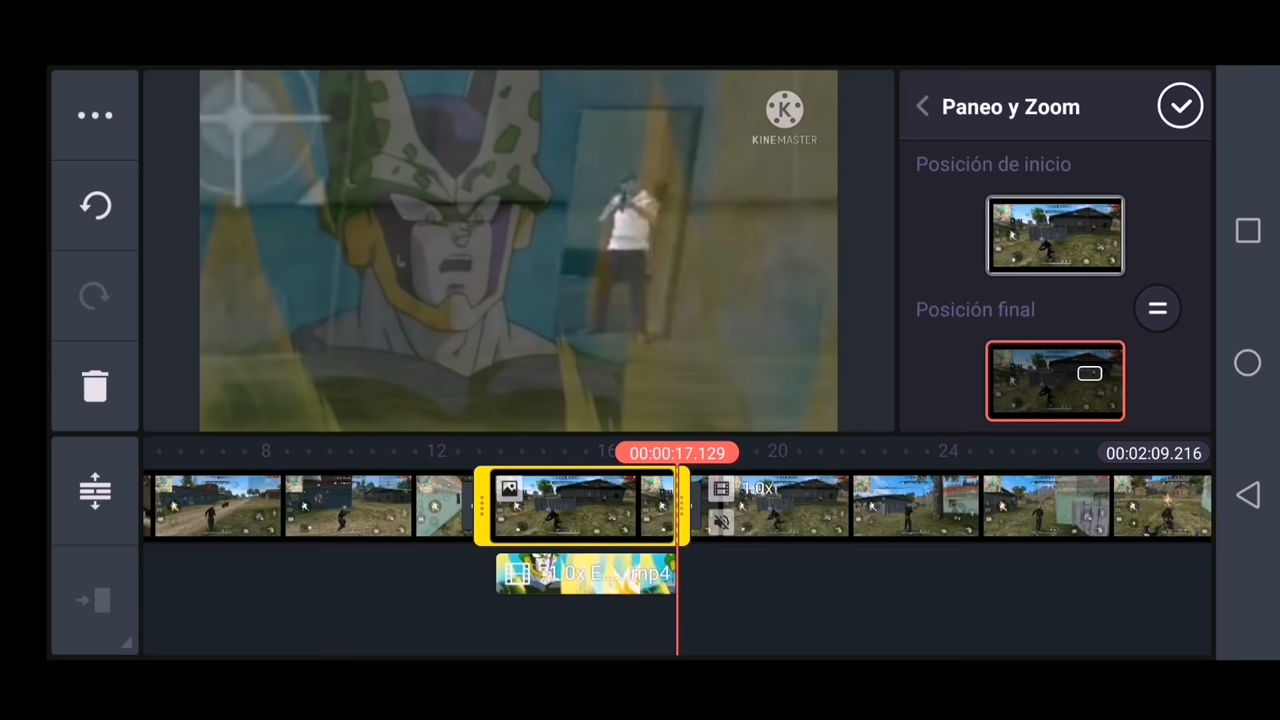 KINEMASTER
Paneo y Zoom
Posición de inicio
Posición final
8
12
16
00:00:17.129
20
24
00:02:09.216
1.0x
1.0x E... .mp4